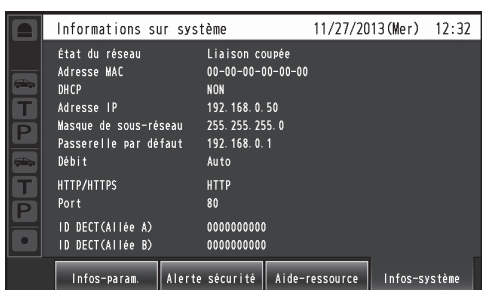 Informations sur système 11/27/2013(Mer) 12:32
État du réseau Liaison coupée
Adresse MAC 00-00-00-00-00-00
DHCP NON
Adresse IP 192.168.0.50
Masque de sous-réseau 255.255.255.0
Passerelle par défaut 192.168.0.1
Débit Auto
HTTP/HTTPS HTTP
Port 80
ID DECT(Allée A) 0000000000
ID DECT(Allée B) 0000000000
T
P
T
P
Infos-param. Alerte sécurité Aide-ressource Infos-système